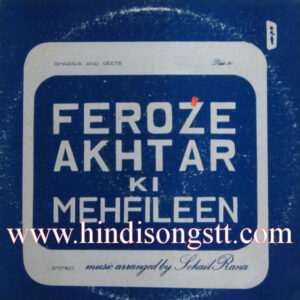 GHAZALS AND GEETS
FEROZE
AKHTAR
KI
MEHFILEEN
www.hindisongstt.com
STEREO
music arranged by Sohail Rana